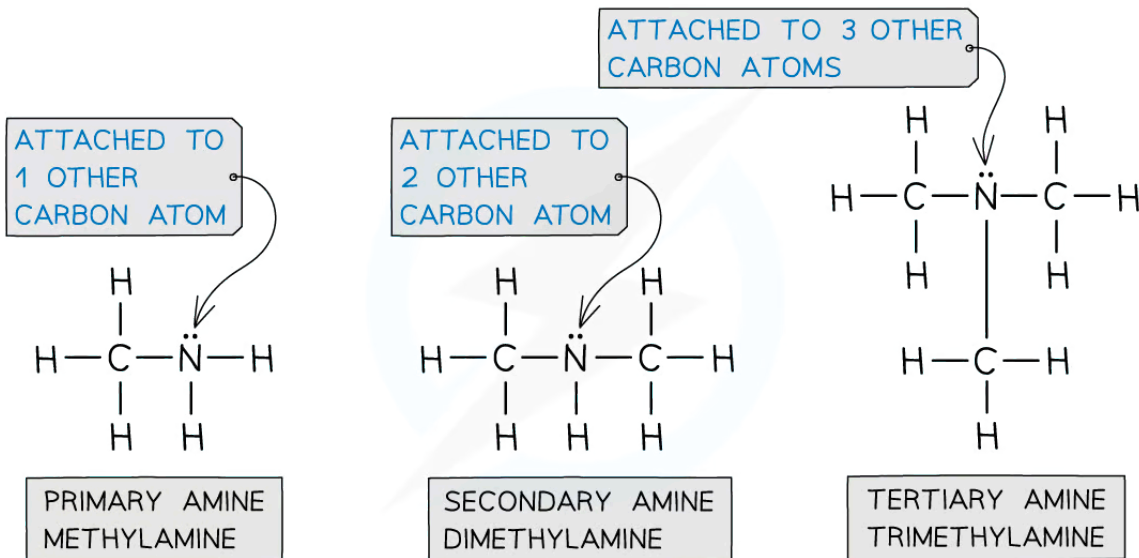 ATTACHED TO 3 OTHER
CARBON ATOMS
ATTACHED TO
1 OTHER
CARBON ATOM
ATTACHED TO
2 OTHER
CARBON ATOM
H H
H—C—N̈—C—H
H H
H
H—C—N̈—H
H H
H H
H—C—N̈—C—H
H H H
C—H
H—C—H
H
PRIMARY AMINE
METHYLAMINE
SECONDARY AMINE
DIMETHYLAMINE
TERTIARY AMINE
TRIMETHYLAMINE